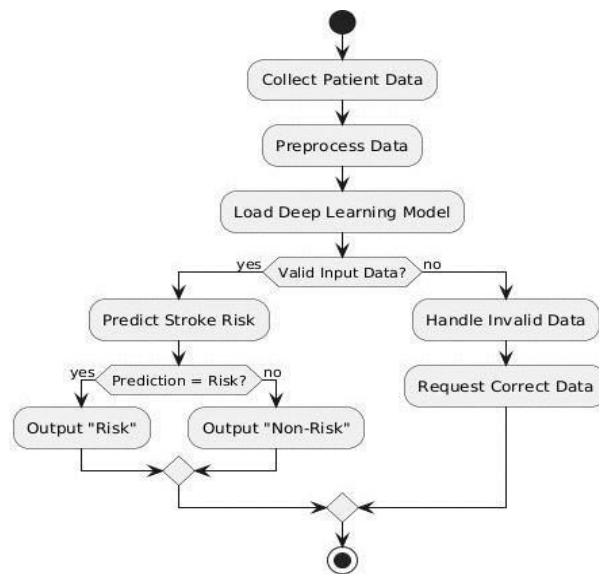 Collect Patient Data
Preprocess Data
Load Deep Learning Model
yes
Valid Input Data?
no
Predict Stroke Risk
Handle Invalid Data
yes
Prediction = Risk?
no
Request Correct Data
Output "Risk"
Output "Non-Risk"